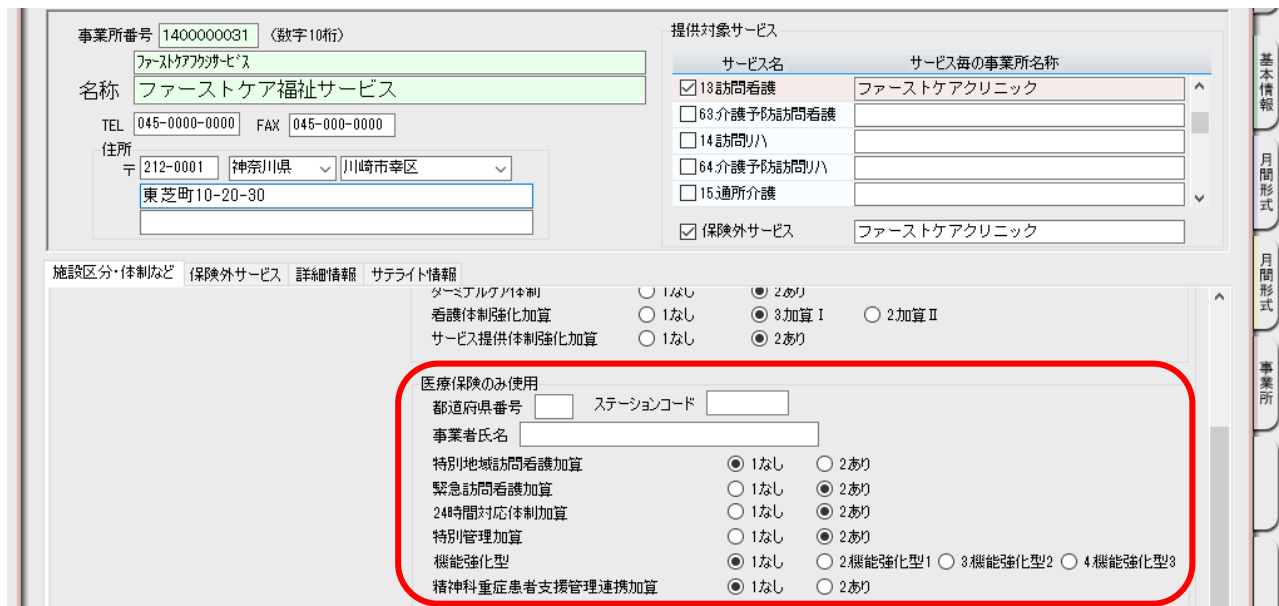 事業所番号 1400000031 (数字10桁)
ﾌｧｰｽﾄｹｱﾌｸｼｻｰﾋﾞｽ
名称 ファーストケア福祉サービス
TEL 045-0000-0000 FAX 045-000-0000
住所
〒 212-0001 神奈川県 川崎市幸区
東芝町10-20-30
提供対象サービス
サービス名 サービス毎の事業所名称
13.訪問看護 ファーストケアクリニック
63.介護予防訪問看護
14.訪問リハ
64.介護予防訪問リハ
15.通所介護
保険外サービス ファーストケアクリニック
施設区分・体制など 保険外サービス 詳細情報 サテライト情報
ターミナルケア体制 1.なし 2.あり
看護体制強化加算 1.なし 3.加算Ⅰ 2.加算Ⅱ
サービス提供体制強化加算 1.なし 2.あり
医療保険のみ使用
都道府県番号 ステーションコード
事業者氏名
特別地域訪問看護加算 1.なし 2.あり
緊急訪問看護加算 1.なし 2.あり
24時間対応体制加算 1.なし 2.あり
特別管理加算 1.なし 2.あり
機能強化型 1.なし 2.機能強化型1 3.機能強化型2 4.機能強化型3
精神科重症患者支援管理連携加算 1.なし 2.あり
基本情報
月間形式
月間形式
事業所